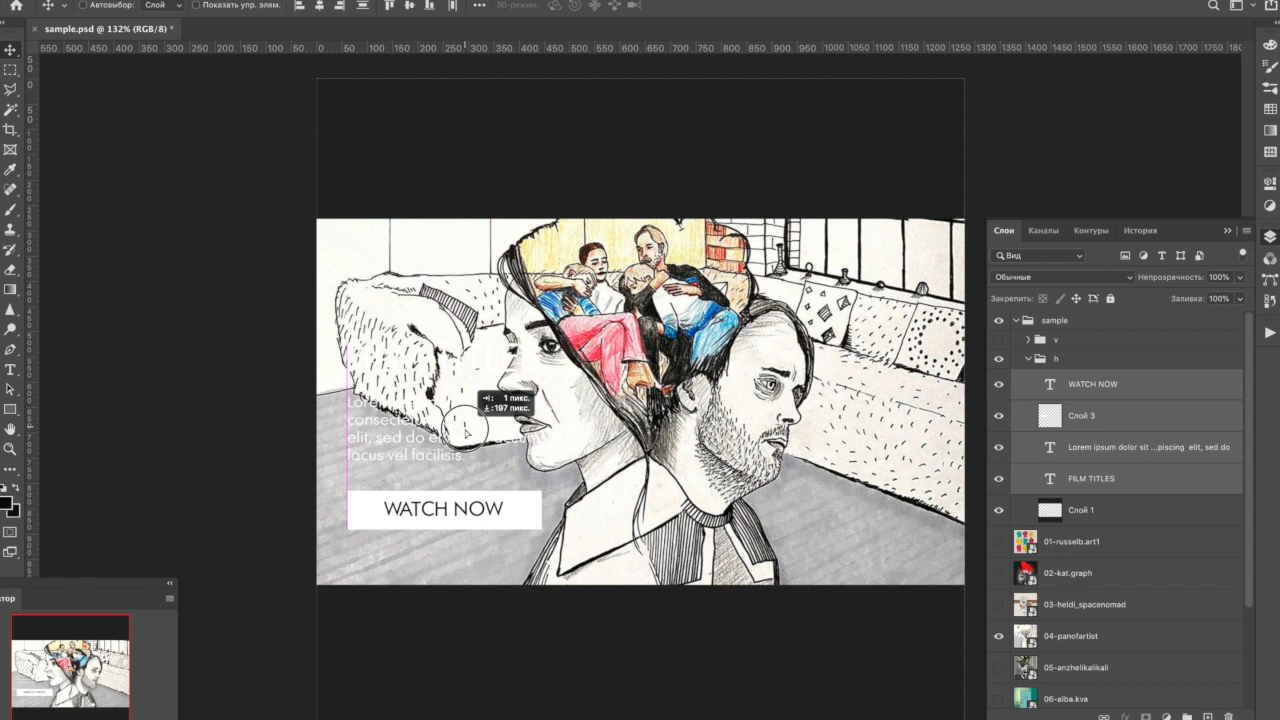 Автовыбор: Слой Показать упр. элем. 3D-режим:
sample.psd @ 132% (RGB/8) *
550 500 450 400 350 300 250 200 150 100 50 0 50 100 150 200 250 300 350 400 450 500 550 600 650 700 750 800 850 900 950 1000 1050 1100 1150 1200 1250 1300 1350 1400 1450 1500 1550 1600 1650 1700 1750
consectetur
elit, sed do
lacus vel facilisis.
1 пикс.
:197 пикс.
WATCH NOW
Слои Каналы Контуры История
Вид
Обычные Непрозрачность: 100%
Закрепить: Заливка: 100%
sample
v
h
WATCH NOW
Слой 3
Lorem ipsum dolor sit ...piscing elit, sed do
FILM TITLES
Слой 1
01-russelb.art1
02-kat.graph
03-heldi_spacenomad
04-panofartist
05-anzhelikalikali
06-alba.kva
тор